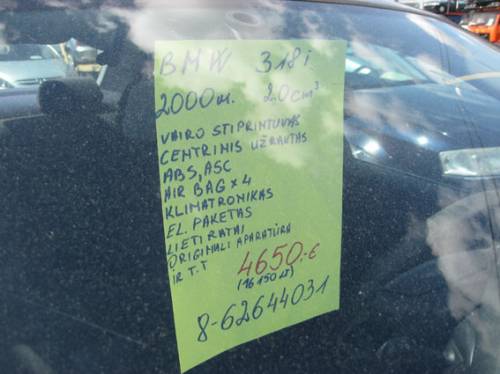 BMW 318i
2000m. 2,0cm³
VAIRO STIPRINTUVAS
CENTRINIS UŽRAKTAS
ABS, ASC
AIR BAG x 4
KLIMATRONIKAS
EL. PAKETAS
LIETI RATAI
ORIGINALI APARATŪRA
IR T.T
4650.-€
(16 150 LT)
8-62644031